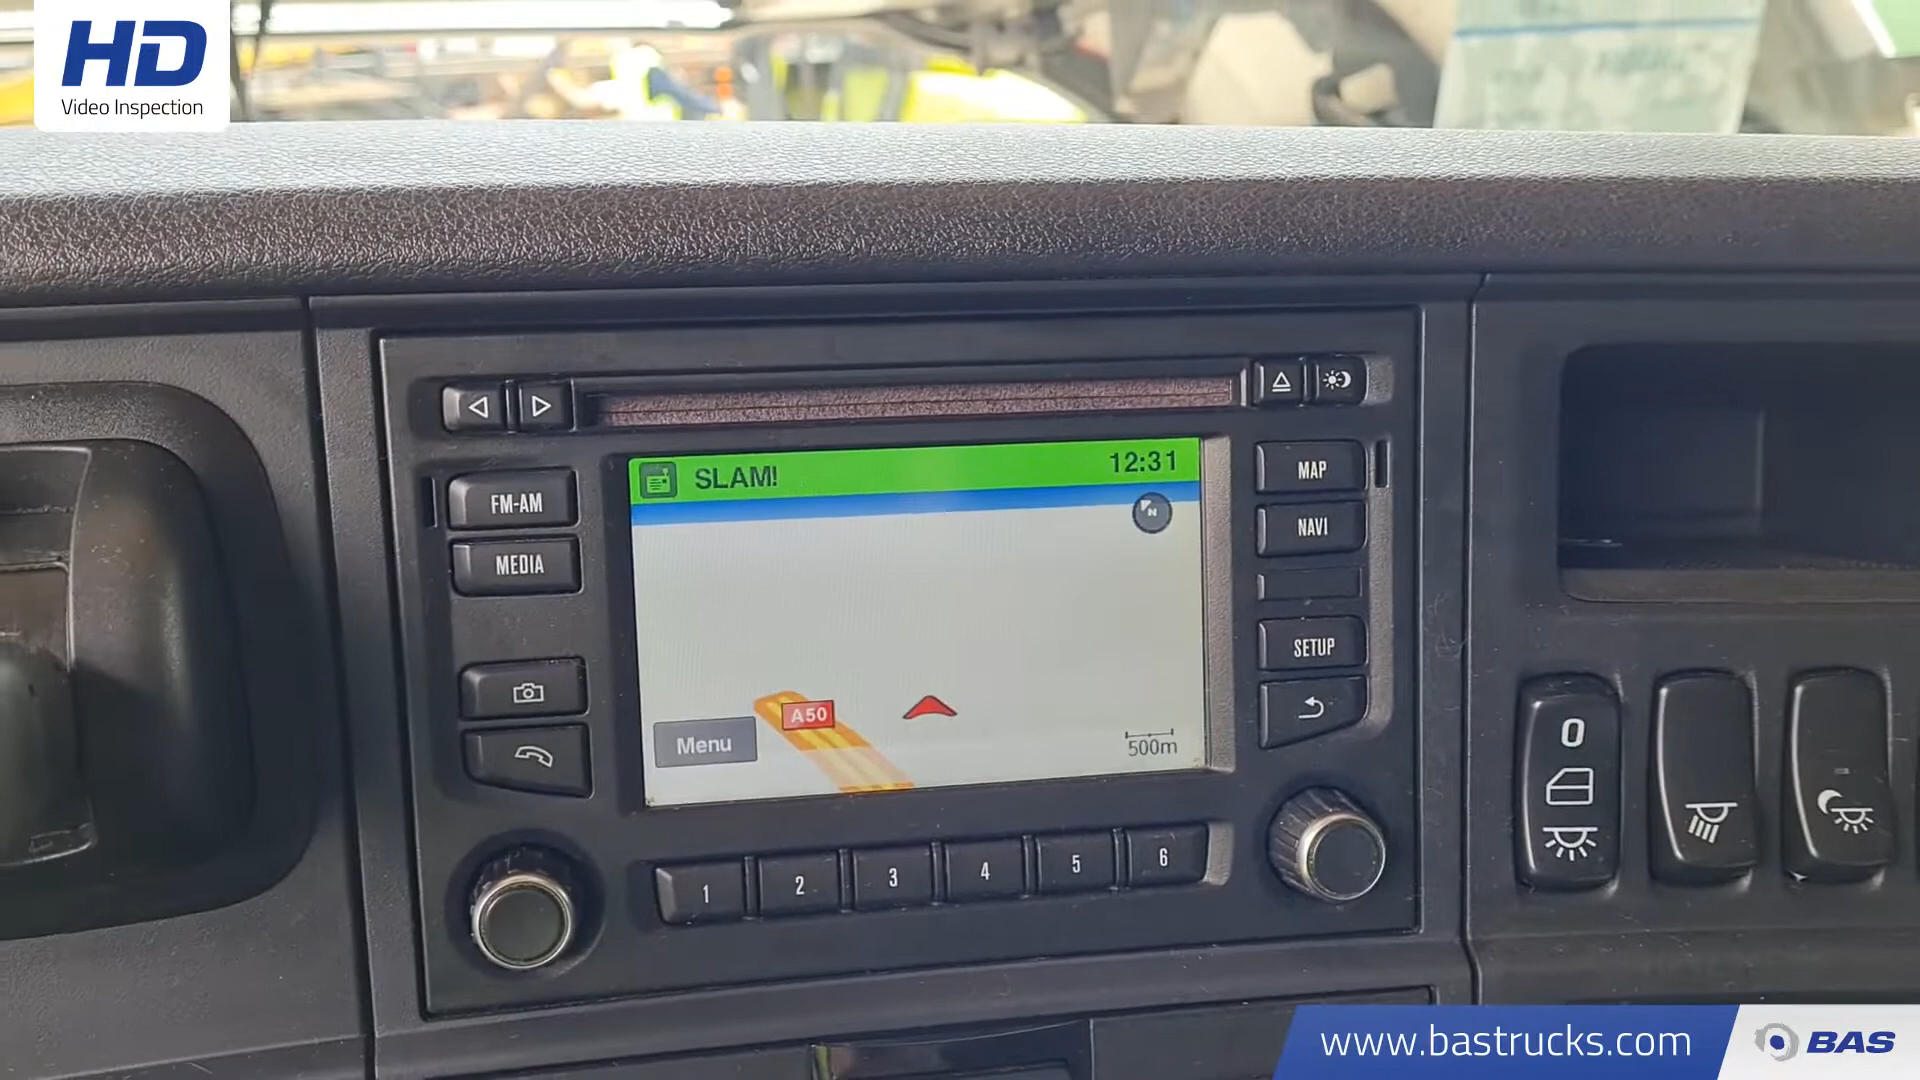 HD
Video Inspection
SLAM!
12:31
N
FM-AM
MEDIA
MAP
NAVI
SETUP
A50
Menu
500m
0
1
2
3
4
5
6
www.bastrucks.com
BAS